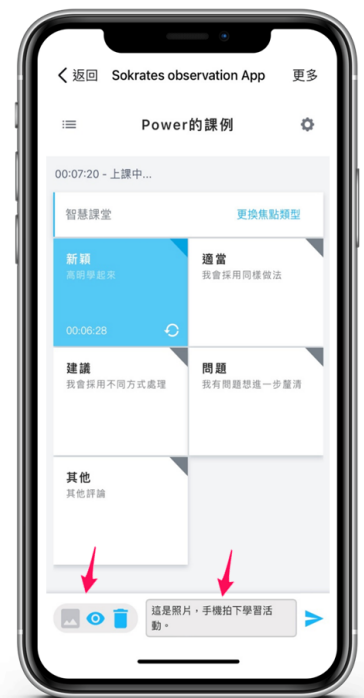 返回 Sokrates observation App 更多
Power的課例
00:07:20 - 上課中...
智慧課堂 更換焦點類型
新穎
高明學起來
00:06:28
適當
我會採用同樣做法
建議
我會採用不同方式處理
問題
我有問題想進一步釐清
其他
其他評論
這是照片，手機拍下學習活
動。